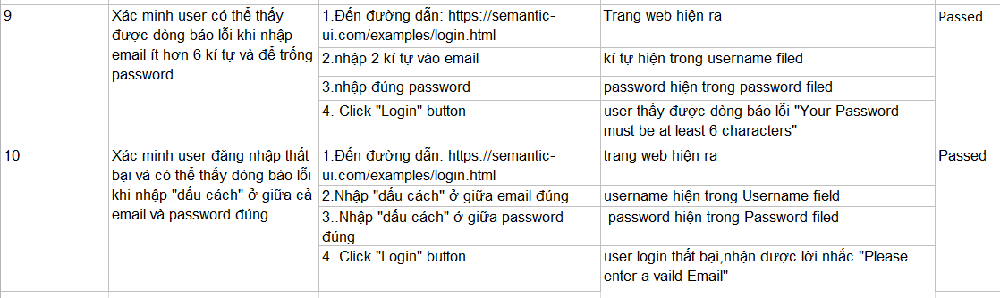 9
Xác minh user có thể thấy
được dòng báo lỗi khi nhập
email ít hơn 6 kí tự và để trống
password
1.Đến đường dẫn: https://semantic-
ui.com/examples/login.html
Trang web hiện ra
Passed
2.nhập 2 kí tự vào email
kí tự hiện trong username filed
3.nhập đúng password
password hiện trong password filed
4. Click "Login" button
user thấy được dòng báo lỗi "Your Password
must be at least 6 characters"
10
Xác minh user đăng nhập thất
bại và có thể thấy dòng báo lỗi
khi nhập "dấu cách" ở giữa cả
email và password đúng
1.Đến đường dẫn: https://semantic-
ui.com/examples/login.html
trang web hiện ra
Passed
2.Nhập "dấu cách" ở giữa email đúng
username hiện trong Username field
3..Nhập "dấu cách" ở giữa password
đúng
password hiện trong Password filed
4. Click "Login" button
user login thất bại,nhận được lời nhắc "Please
enter a vaild Email"